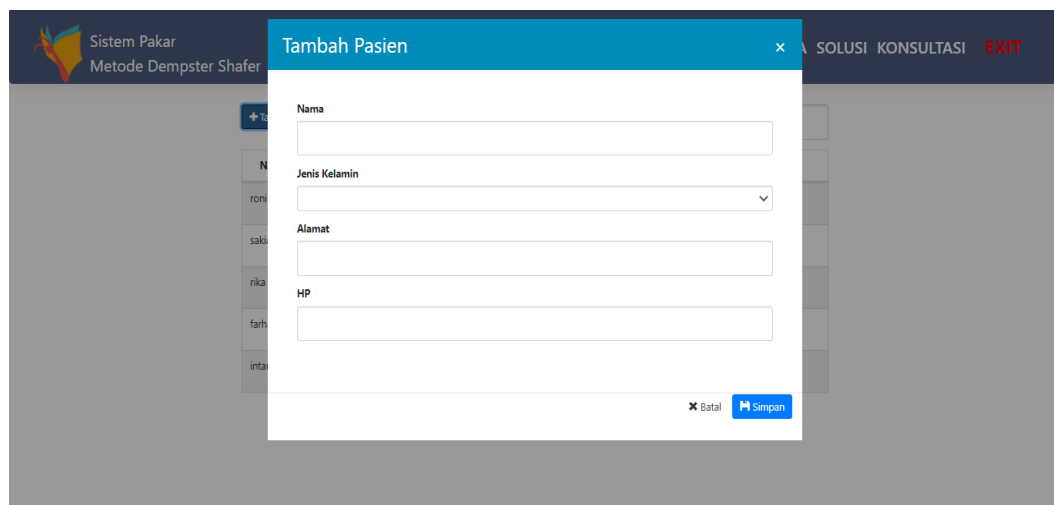 Sistem Pakar
Metode Dempster Shafer
SOLUSI KONSULTASI EXIT
Tambah Pasien
×
Nama
Jenis Kelamin
Alamat
HP
Batal Simpan
roni
rika